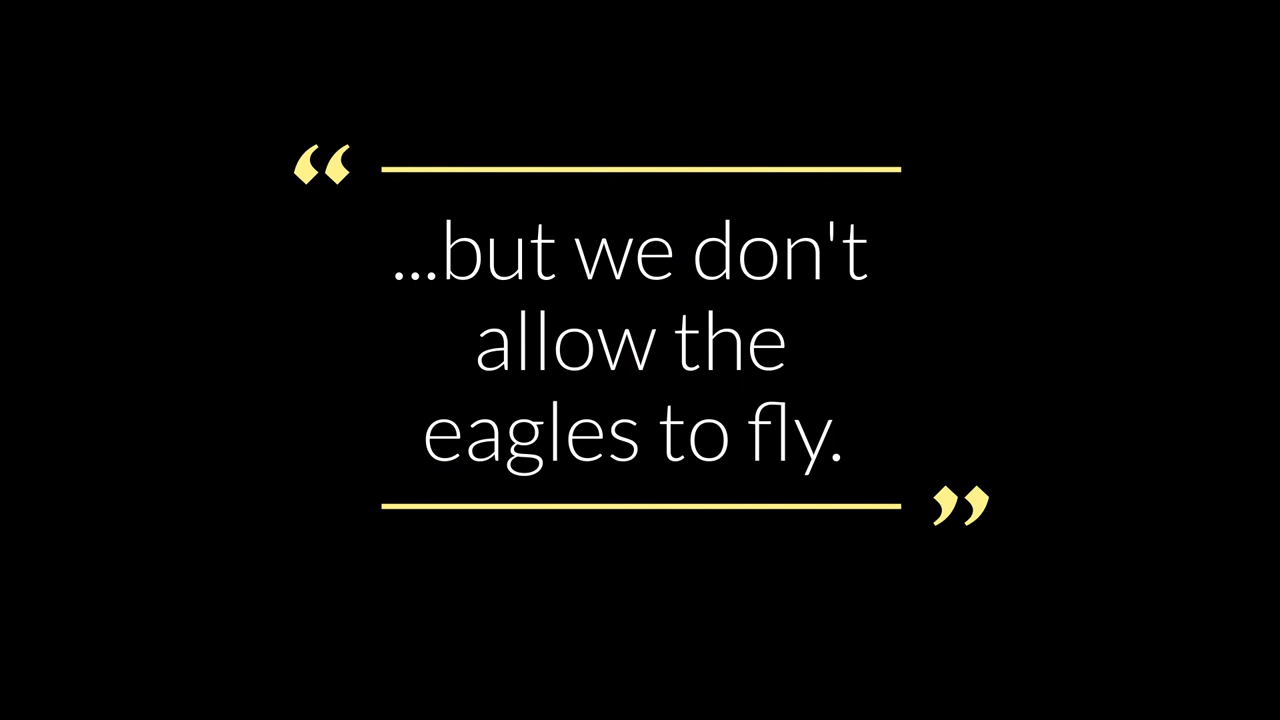 “
...but we don't
allow the
eagles to fly.
”